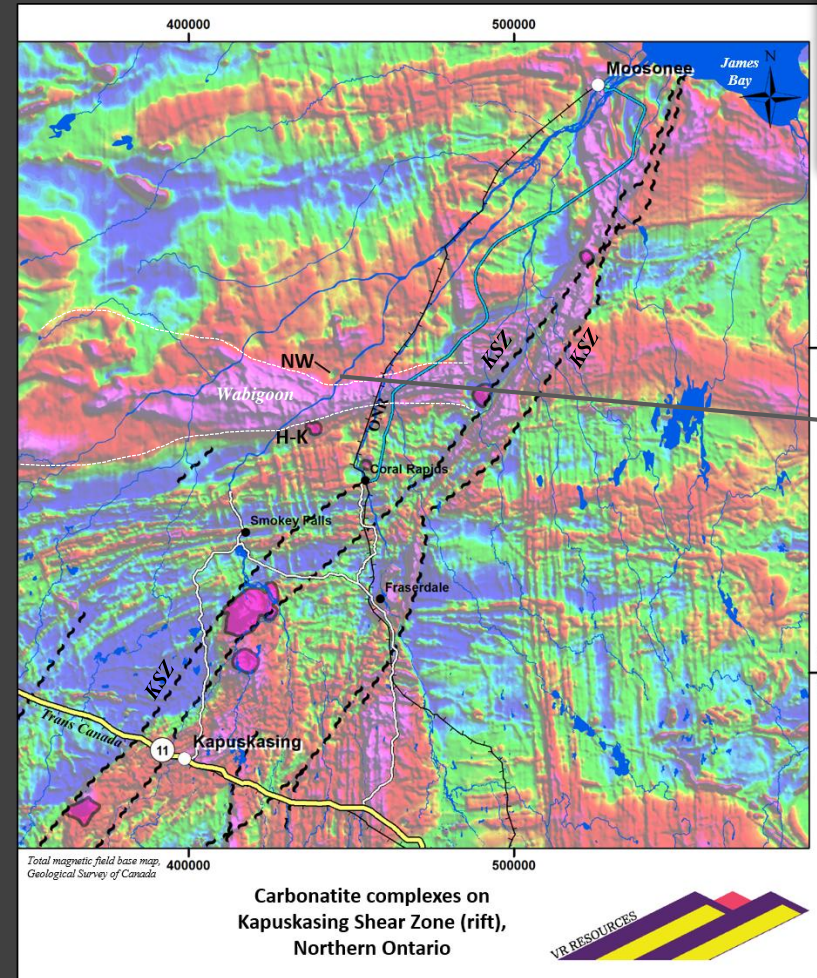 400000
500000
N
James
Bay
Moosonee
KSZ
KSZ
NW
Wabigoon
ONR
H-K
Coral Rapids
Smokey Falls
Fraserdale
KSZ
Trans Canada
11
Kapuskasing
Total magnetic field base map,
Geological Survey of Canada
400000
500000
Carbonatite complexes on
Kapuskasing Shear Zone (rift),
Northern Ontario
VR RESOURCES